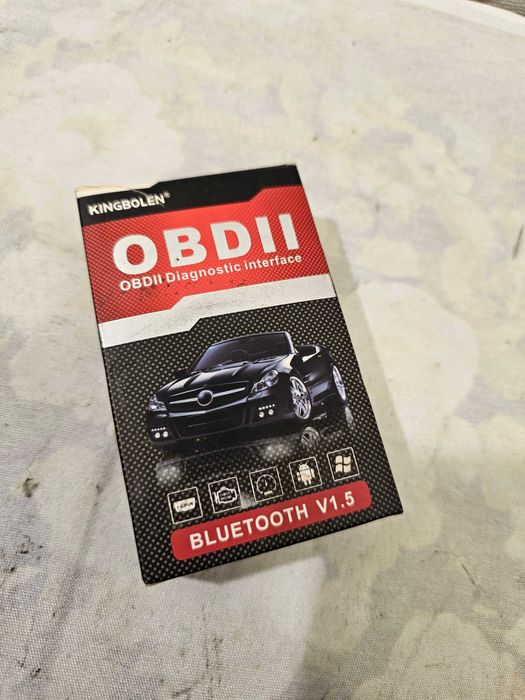 KINGBOLEN®
OBDII
OBDII Diagnostic interface
BLUETOOTH V1.5